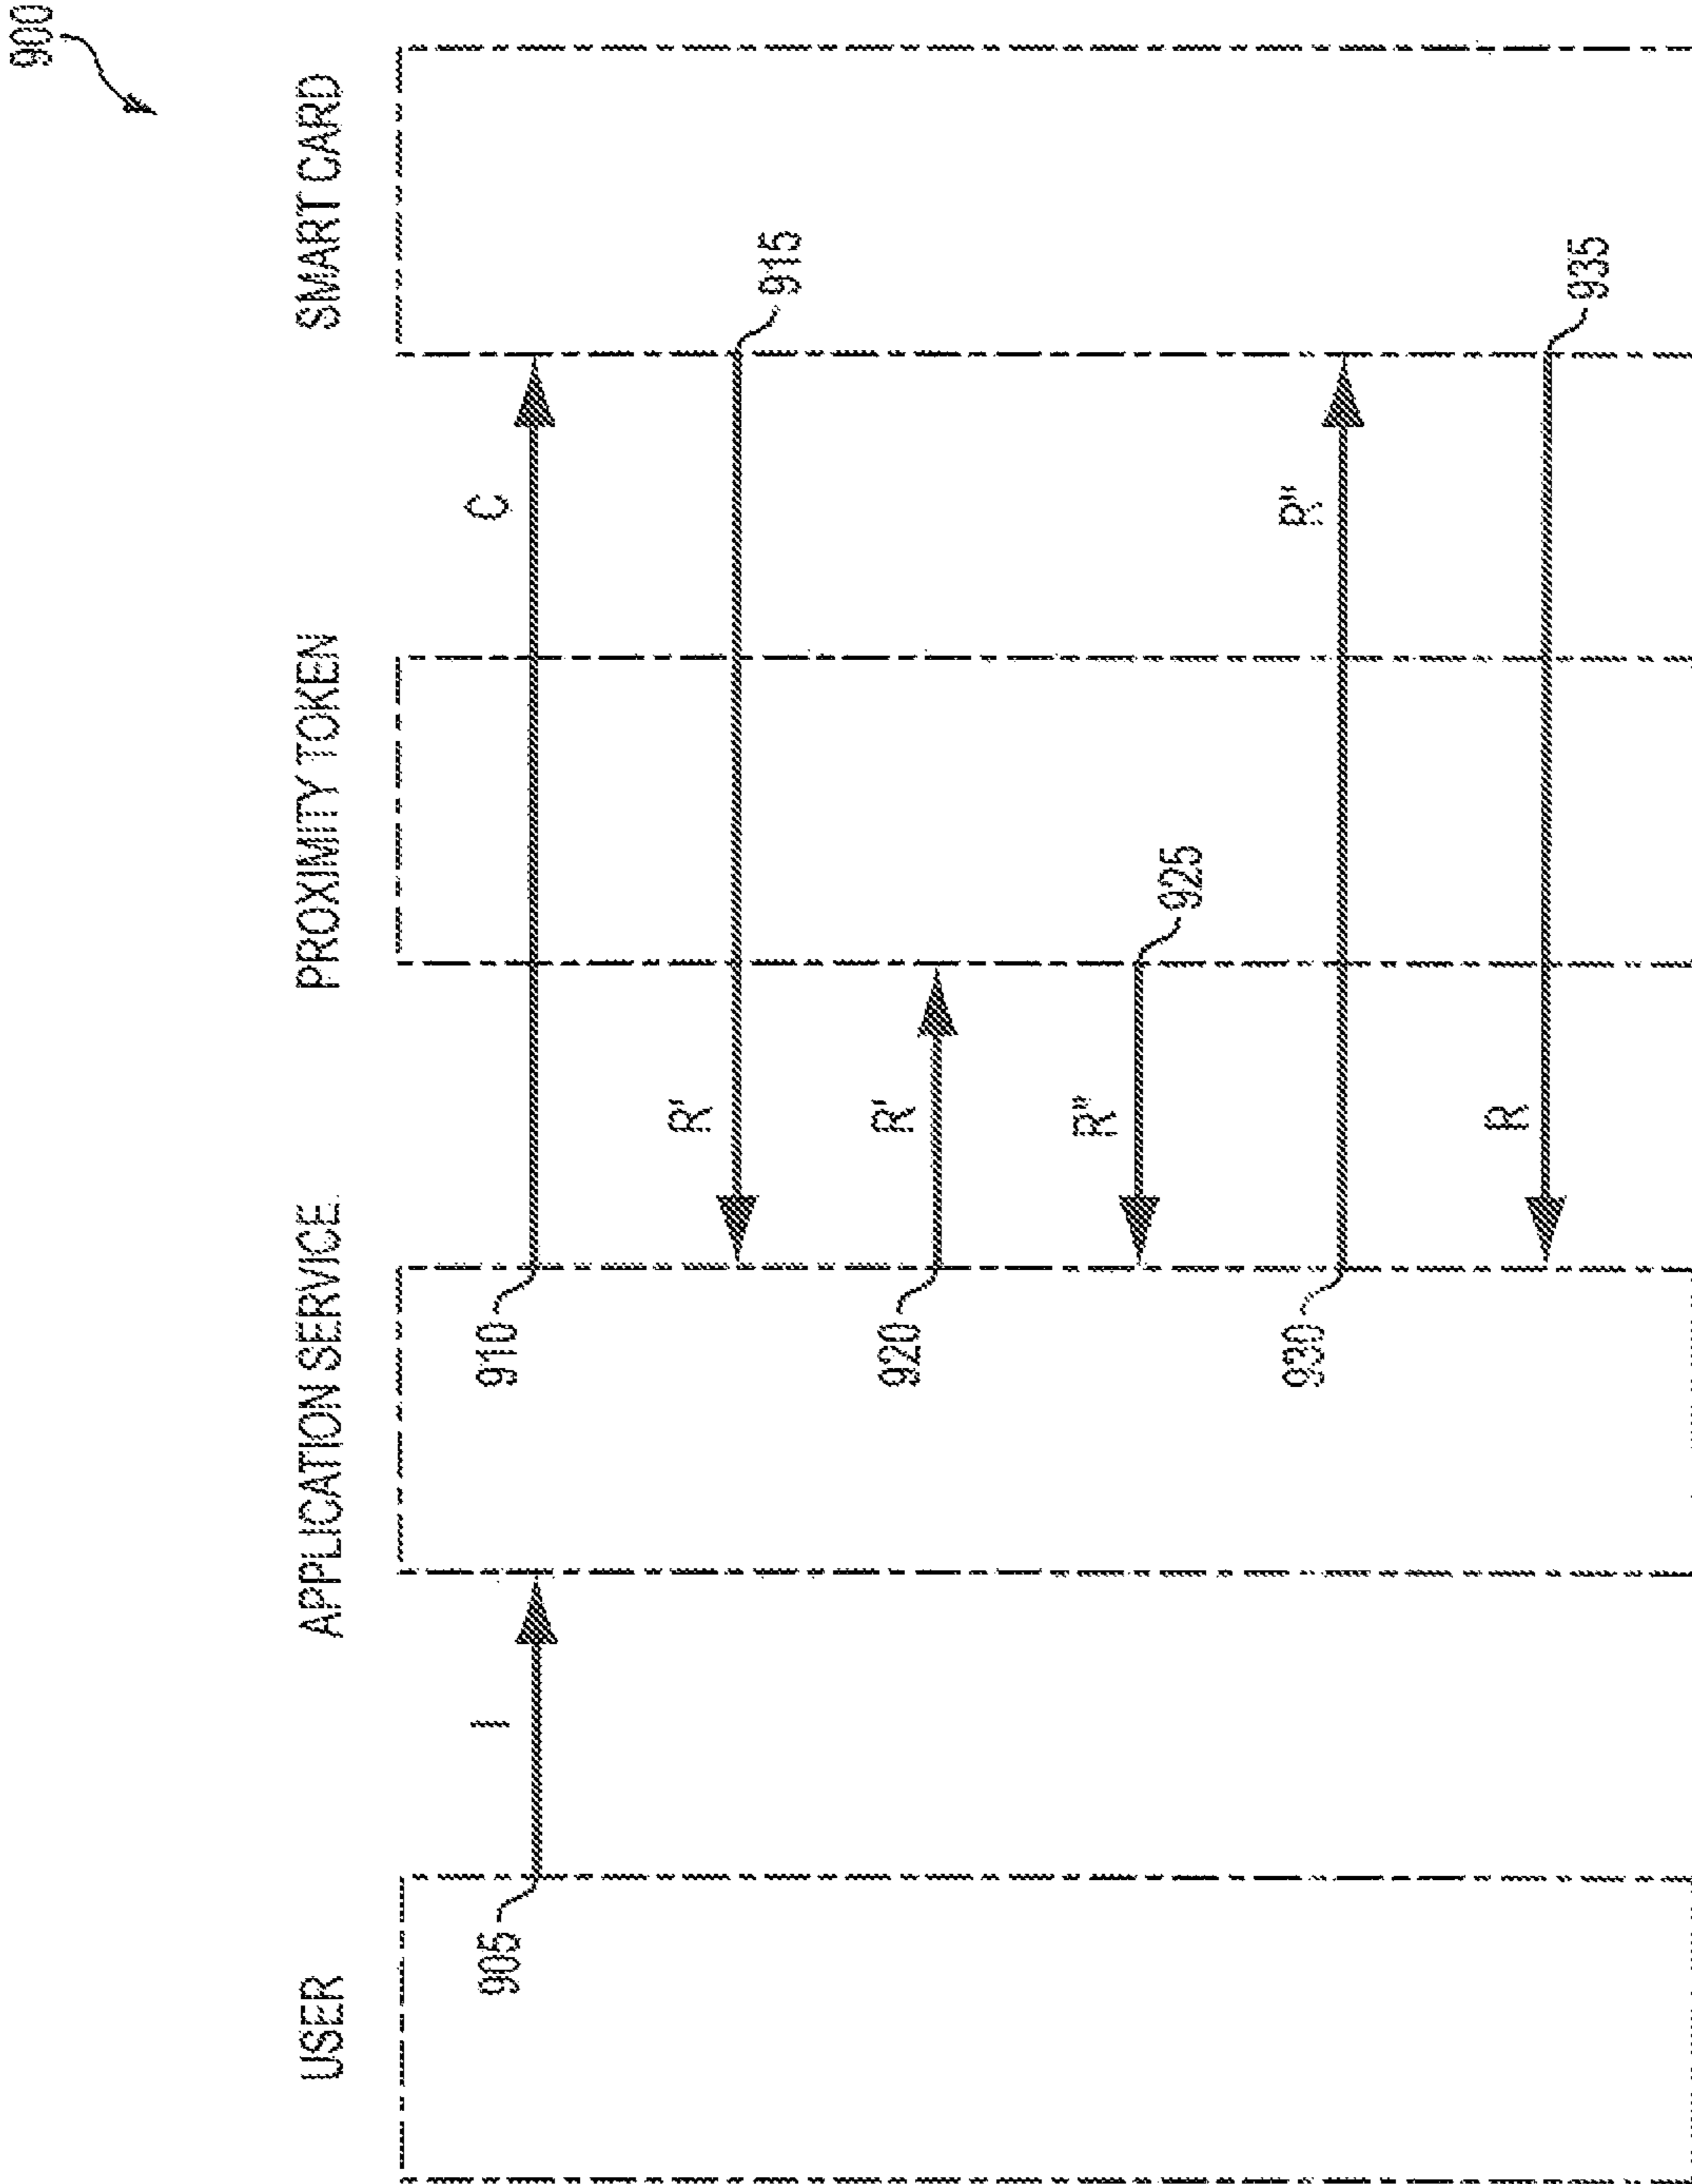 900
USER
APPLICATION SERVICE
PROXIMITY TOKEN
SMART CARD
905
I
910
C
R'
915
920
R'
R"
925
930
R"
R
935